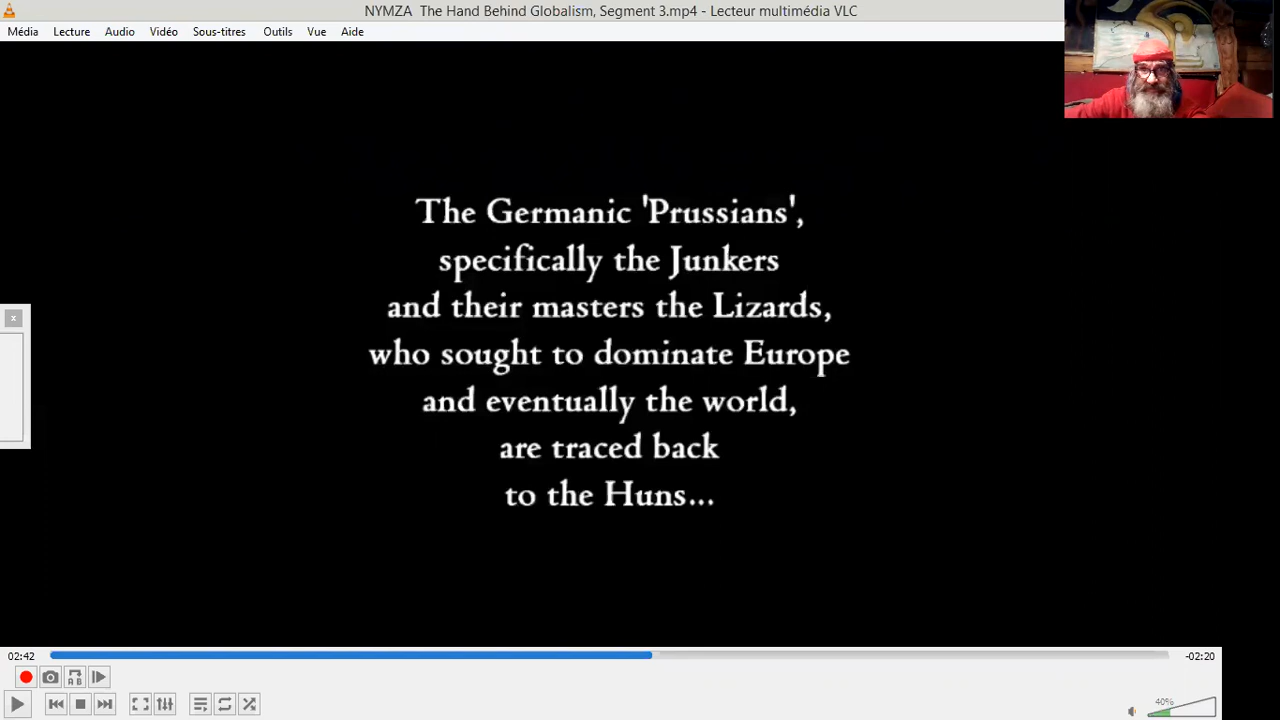 NYMZA The Hand Behind Globalism, Segment 3.mp4 - Lecteur multimédia VLC
Média Lecture Audio Vidéo Sous-titres Outils Vue Aide
The Germanic 'Prussians',
specifically the Junkers
and their masters the Lizards,
who sought to dominate Europe
and eventually the world,
are traced back
to the Huns...
x
02:42
-02:20
A B
40%